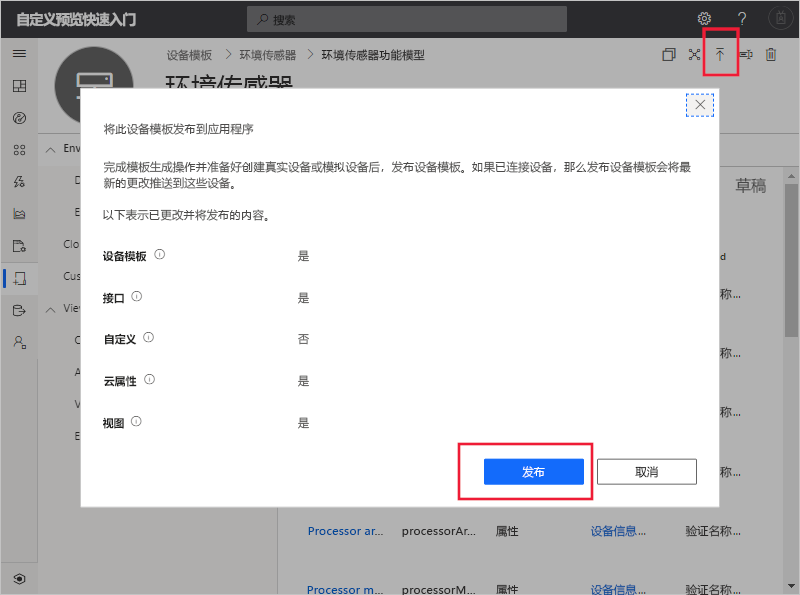 自定义预览快速入门
搜索
设备模板 > 环境传感器 > 环境传感器功能模型
环境传感器
草稿
将此设备模板发布到应用程序
完成模板生成操作并准备好创建真实设备或模拟设备后，发布设备模板。如果已连接设备，那么发布设备模板会将最
新的更改推送到这些设备。
以下表示已更改并将发布的内容。
设备模板 是
接口 是
自定义 否
云属性 是
视图 是
发布 取消
Env
Clo
Cus
View
称...
称...
称...
称...
Processor ar... processorAr... 属性 设备信息... 验证名称...
Processor m... processorM... 属性 设备信息... 验证名称...